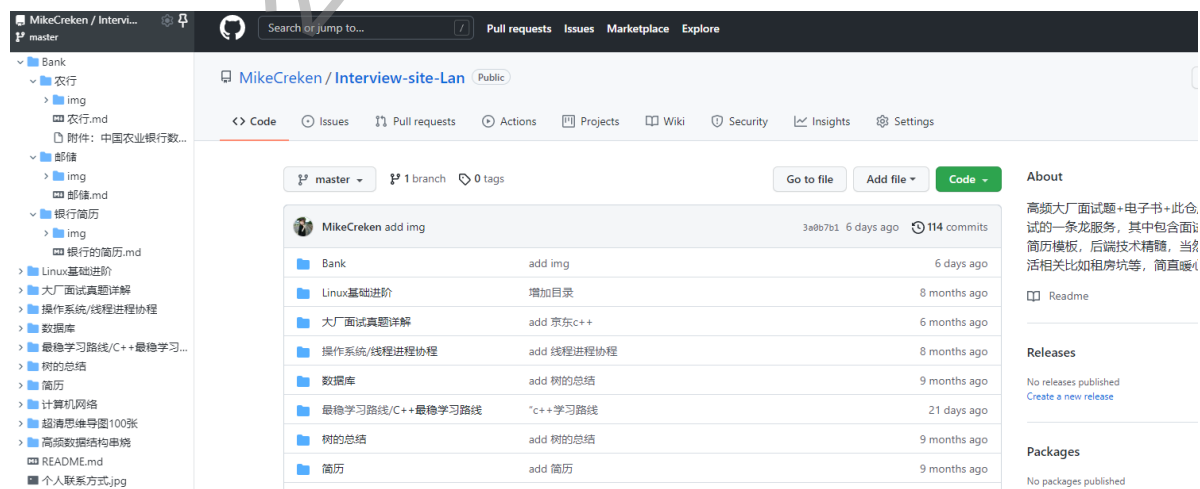 MikeCreken / Intervi...
master
Bank
农行
img
农行.md
附件：中国农业银行数...
邮储
img
邮储.md
银行简历
img
银行的简历.md
Linux基础进阶
大厂面试真题详解
操作系统/线程进程协程
数据库
最稳学习路线/C++最稳学习...
树的总结
简历
计算机网络
超清思维导图100张
高频数据结构串烧
README.md
个人联系方式.jpg
Search or jump to... /
Pull requests Issues Marketplace Explore
MikeCreken / Interview-site-Lan Public
Code Issues Pull requests Actions Projects Wiki Security Insights Settings
master 1 branch 0 tags Go to file Add file Code
MikeCreken add img 3a0b7b1 6 days ago 114 commits
Bank add img 6 days ago
Linux基础进阶 增加目录 8 months ago
大厂面试真题详解 add 京东c++ 6 months ago
操作系统/线程进程协程 add 线程进程协程 8 months ago
数据库 add 树的总结 9 months ago
最稳学习路线/C++最稳学习路线 "c++学习路线 21 days ago
树的总结 add 树的总结 9 months ago
简历 add 简历 9 months ago
About
高频大厂面试题+电子书+此仓
试的一条龙服务，其中包含面试
简历模板，后端技术精髓，当然
活相关比如租房坑等，简直暖心
Readme
Releases
No releases published
Create a new release
Packages
No packages published